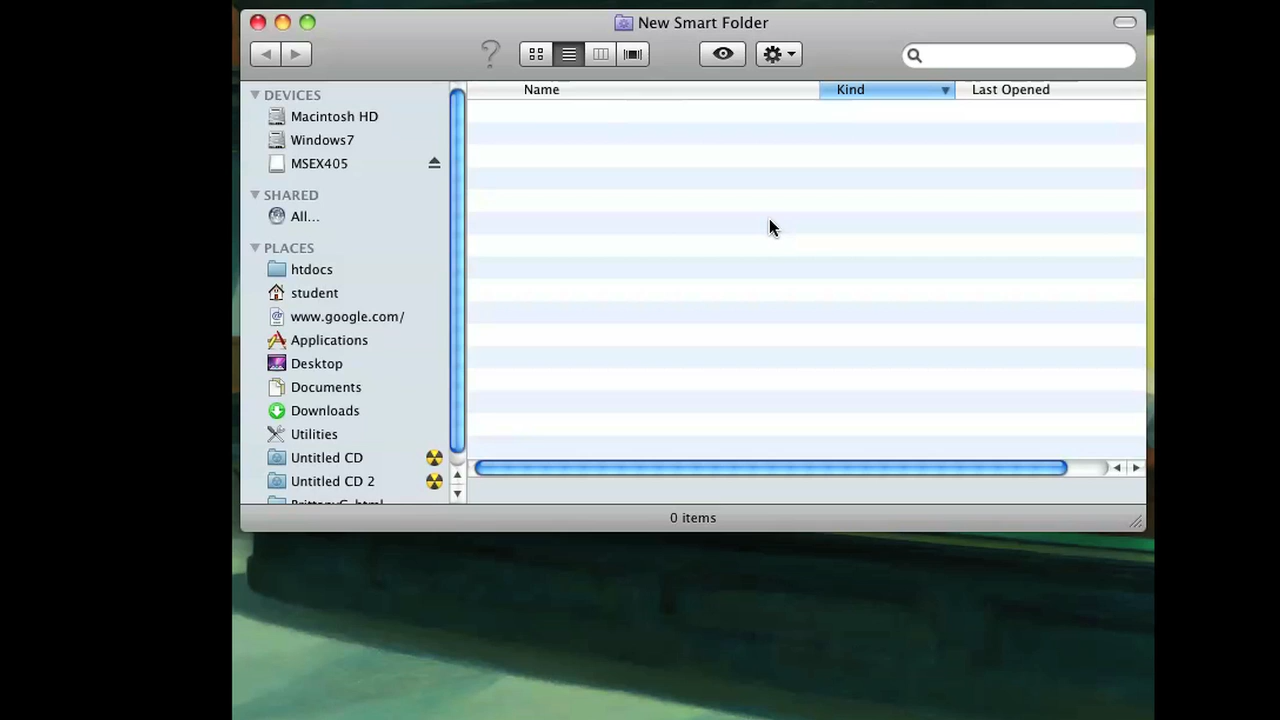 New Smart Folder
Name
Kind
Last Opened
DEVICES
Macintosh HD
Windows7
MSEX405
SHARED
All...
PLACES
htdocs
student
www.google.com/
Applications
Desktop
Documents
Downloads
Utilities
Untitled CD
Untitled CD 2
0 items